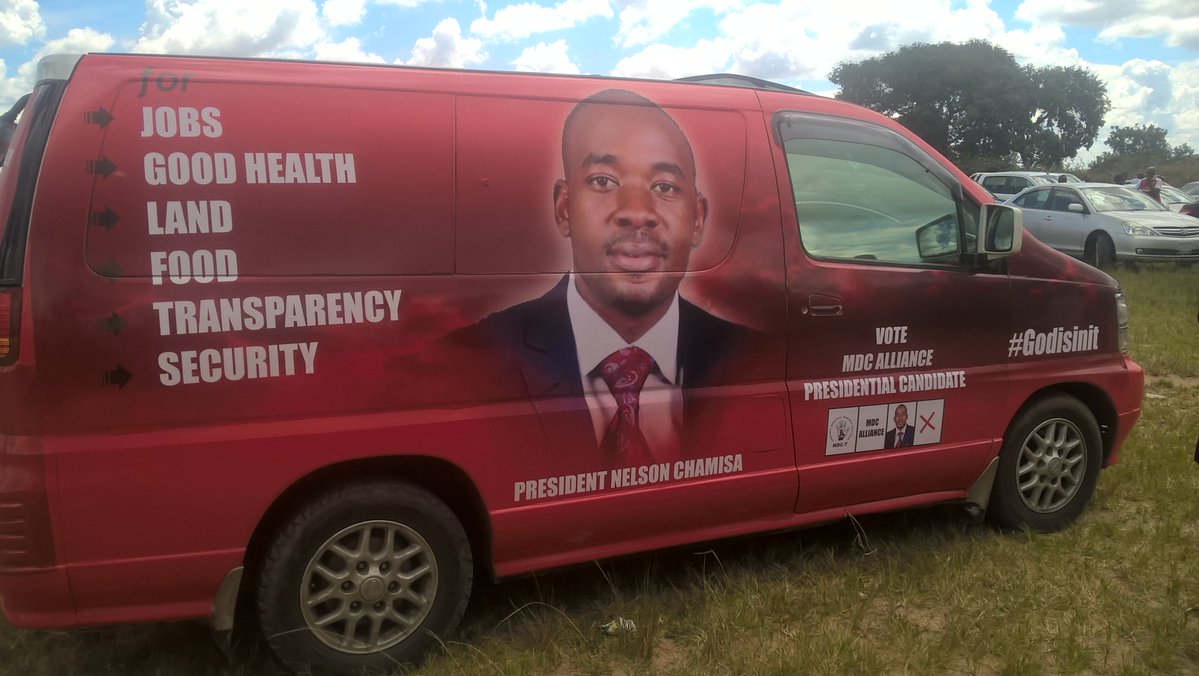 for
JOBS
GOOD HEALTH
LAND
FOOD
TRANSPARENCY
SECURITY
PRESIDENT NELSON CHAMISA
VOTE
MDC ALLIANCE
PRESIDENTIAL CANDIDATE
MDC-T
MDC
ALLIANCE
#Godisinit